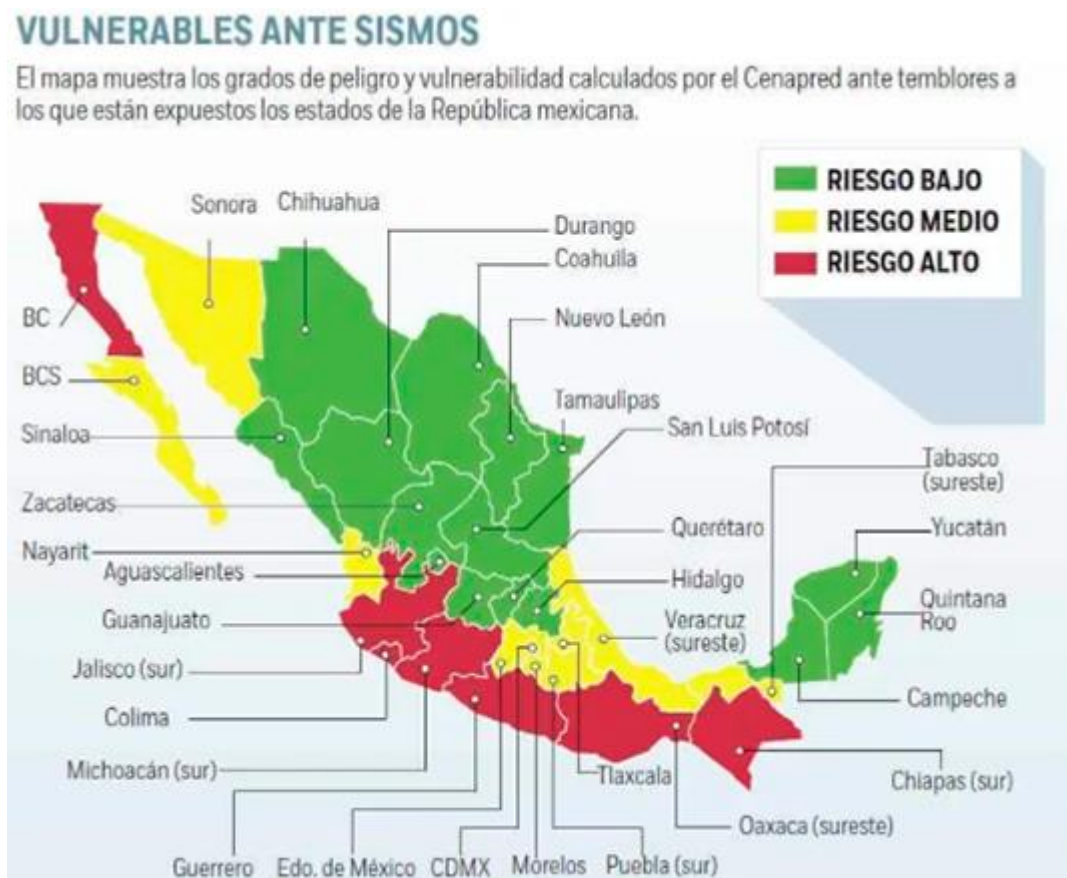 VULNERABLES ANTE SISMOS
El mapa muestra los grados de peligro y vulnerabilidad calculados por el Cenapred ante temblores a
los que están expuestos los estados de la República mexicana.
RIESGO BAJO
RIESGO MEDIO
RIESGO ALTO
Sonora
Chihuahua
Durango
Coahuila
Nuevo León
Tamaulipas
San Luis Potosí
BC
BCS
Sinaloa
Zacatecas
Nayarit
Aguascalientes
Guanajuato
Jalisco (sur)
Colima
Michoacán (sur)
Guerrero
Edo. de México
CDMX
Morelos
Puebla (sur)
Tlaxcala
Oaxaca (sureste)
Chiapas (sur)
Campeche
Quintana
Roo
Yucatán
Tabasco
(sureste)
Querétaro
Hidalgo
Veracruz
(sureste)